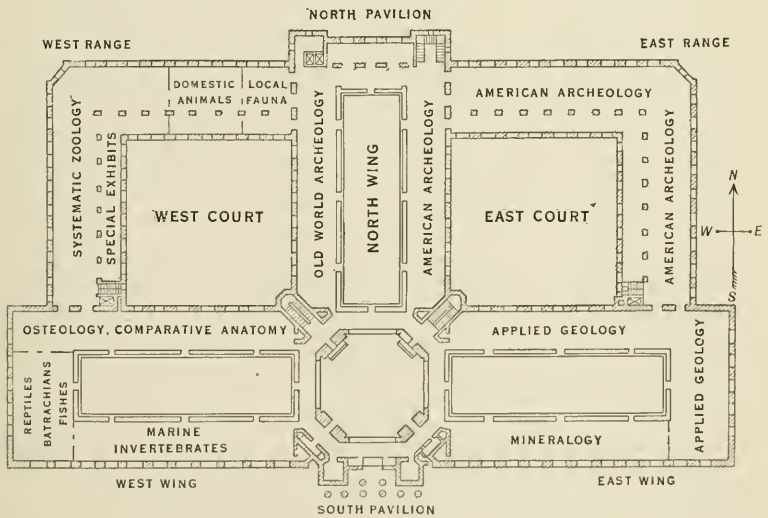 NORTH PAVILION
WEST RANGE
EAST RANGE
DOMESTIC
ANIMALS
LOCAL
FAUNA
SYSTEMATIC ZOOLOGY
SPECIAL EXHIBITS
WEST COURT
OLD WORLD ARCHEOLOGY
NORTH WING
AMERICAN ARCHEOLOGY
AMERICAN ARCHEOLOGY
EAST COURT
AMERICAN ARCHEOLOGY
N
W
E
S
OSTEOLOGY, COMPARATIVE ANATOMY
APPLIED GEOLOGY
REPTILES
BATRACHIANS
FISHES
MARINE
INVERTEBRATES
MINERALOGY
APPLIED GEOLOGY
WEST WING
EAST WING
SOUTH PAVILION